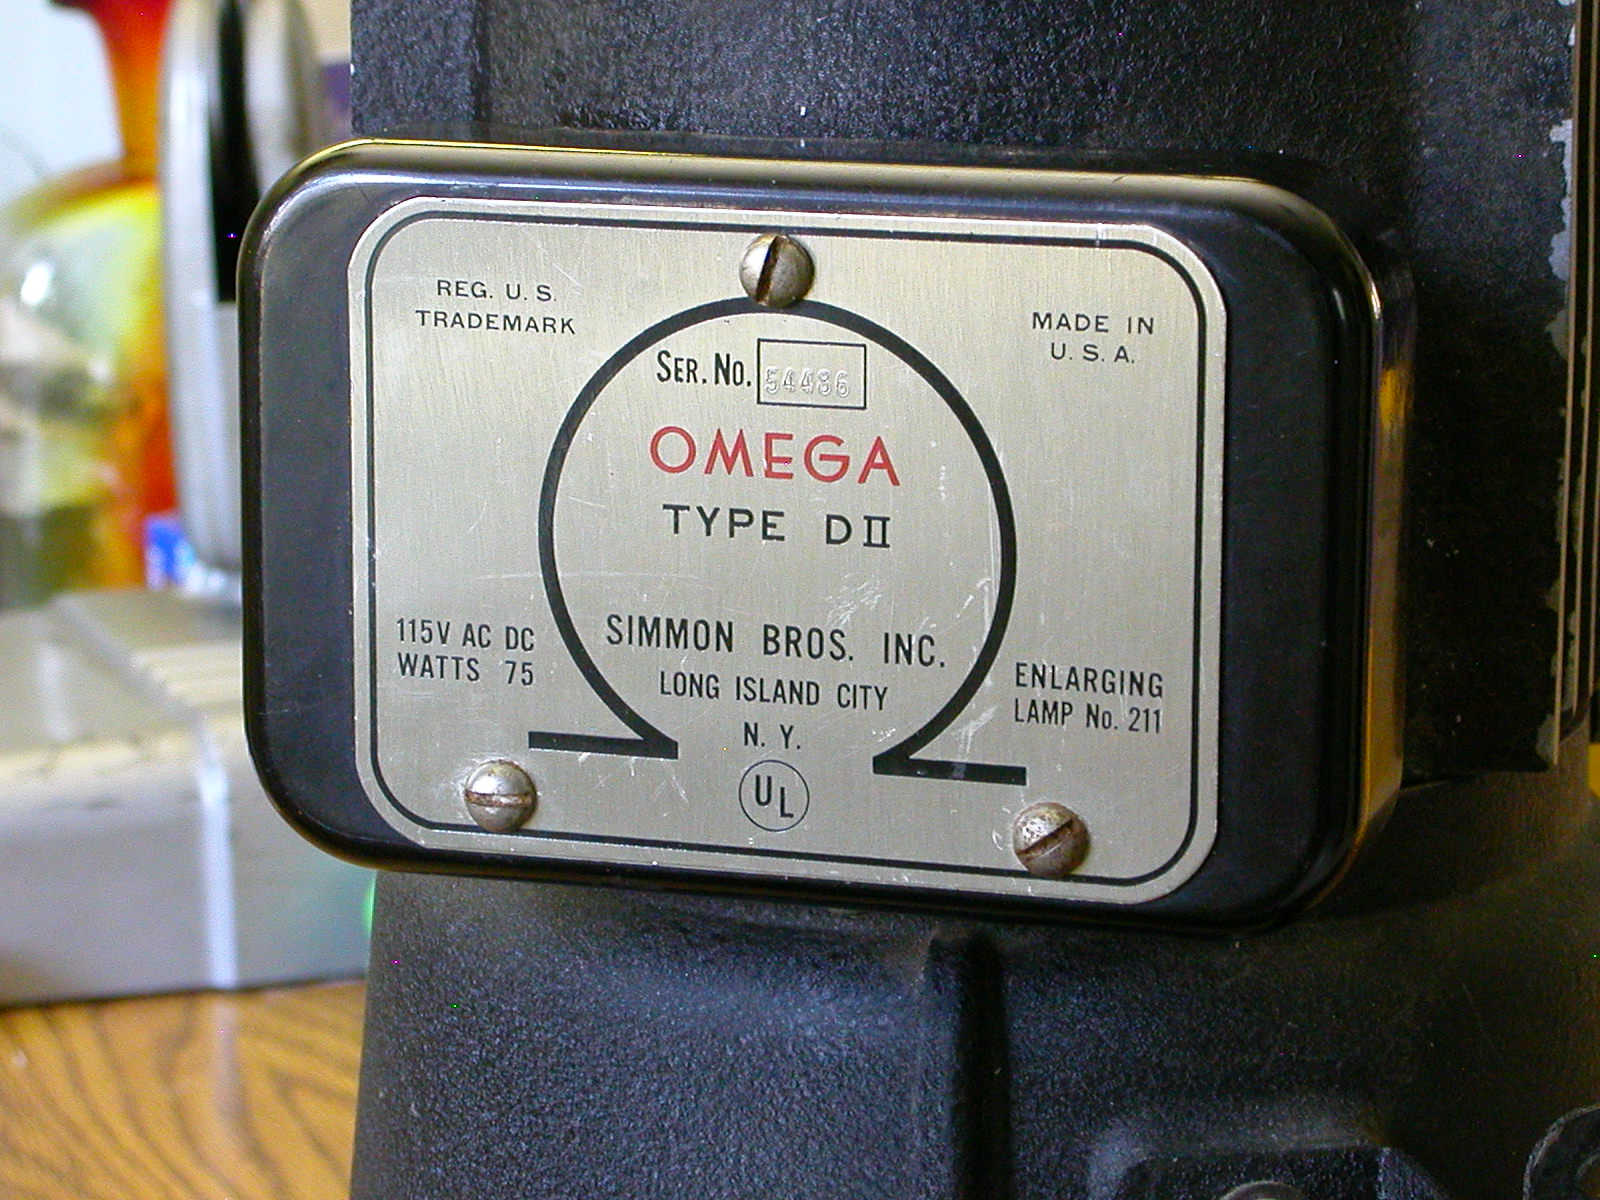 REG. U. S.
TRADEMARK
MADE IN
U. S. A.
SER. No. 54486
OMEGA
TYPE D II
115V AC DC
WATTS 75
SIMMON BROS. INC.
LONG ISLAND CITY
N. Y.
ENLARGING
LAMP No. 211
UL